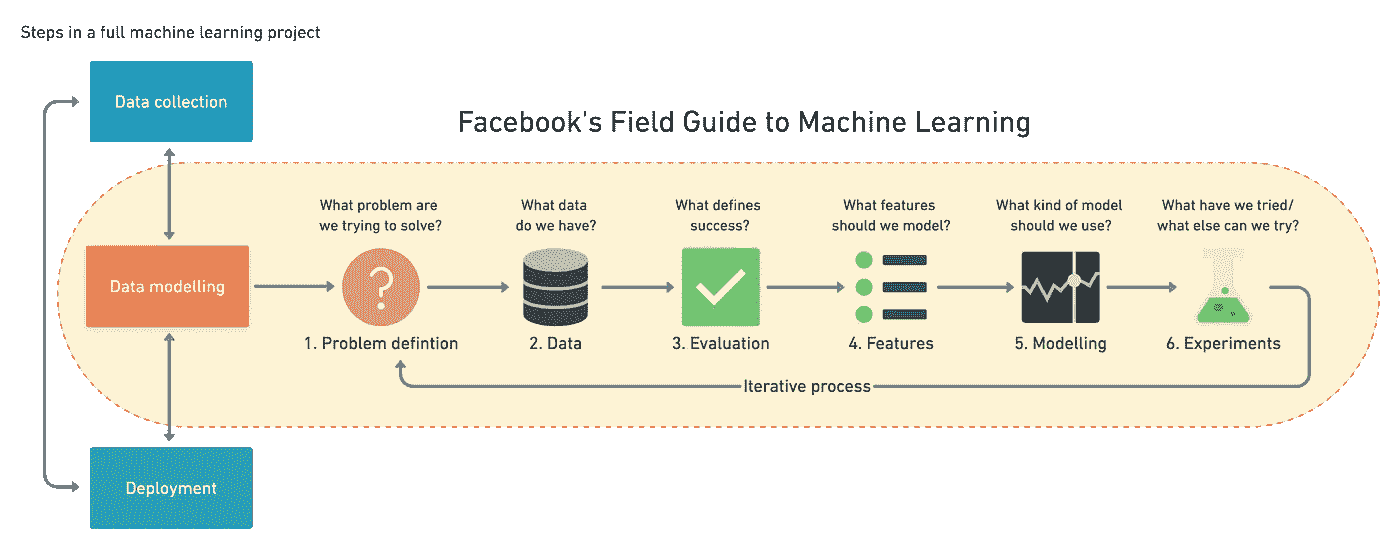 Steps in a full machine learning project
Data collection
Facebook's Field Guide to Machine Learning
What problem are
we trying to solve?
What data
do we have?
What defines
success?
What features
should we model?
What kind of model
should we use?
What have we tried/
what else can we try?
Data modelling
?
1. Problem defintion
2. Data
3. Evaluation
4. Features
5. Modelling
6. Experiments
Iterative process
Deployment